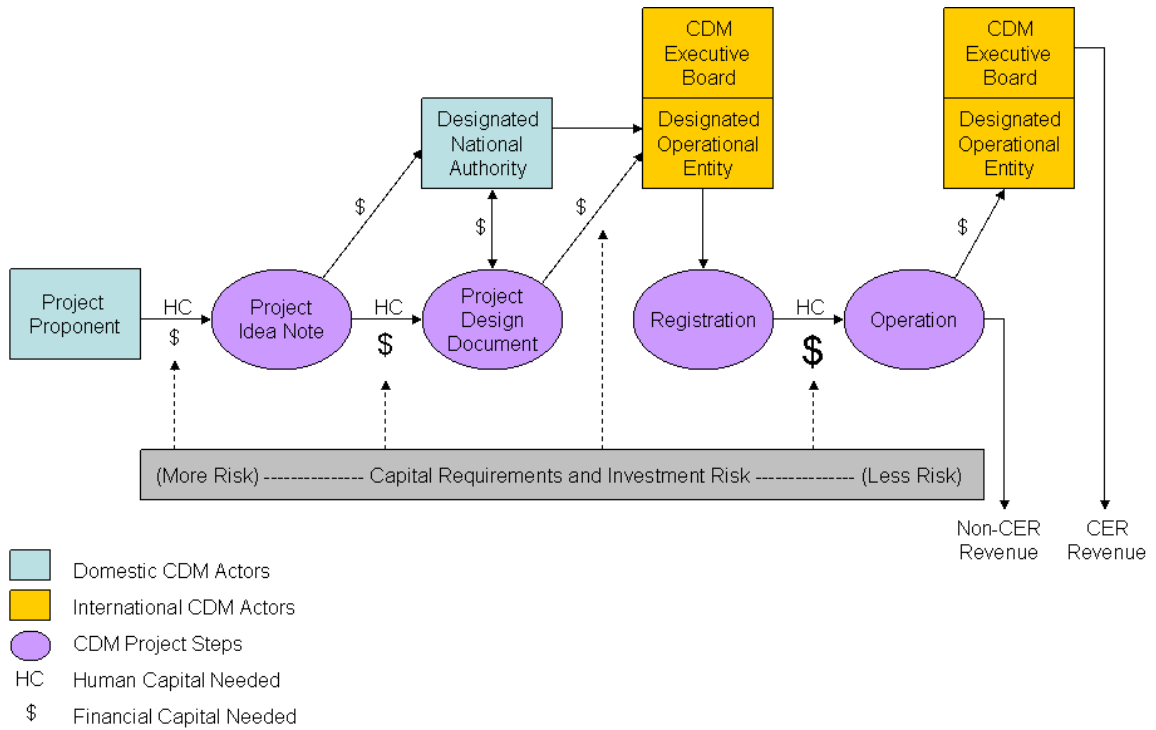 CDM
Executive
Board
CDM
Executive
Board
Designated
National
Authority
Designated
Operational
Entity
Designated
Operational
Entity
$
$
$
$
Project
Proponent
HC
$
Project
Idea Note
HC
$
Project
Design
Document
Registration
HC
$
Operation
(More Risk) --------------- Capital Requirements and Investment Risk --------------- (Less Risk)
Non-CER
Revenue
CER
Revenue
Domestic CDM Actors
International CDM Actors
CDM Project Steps
HC Human Capital Needed
$ Financial Capital Needed